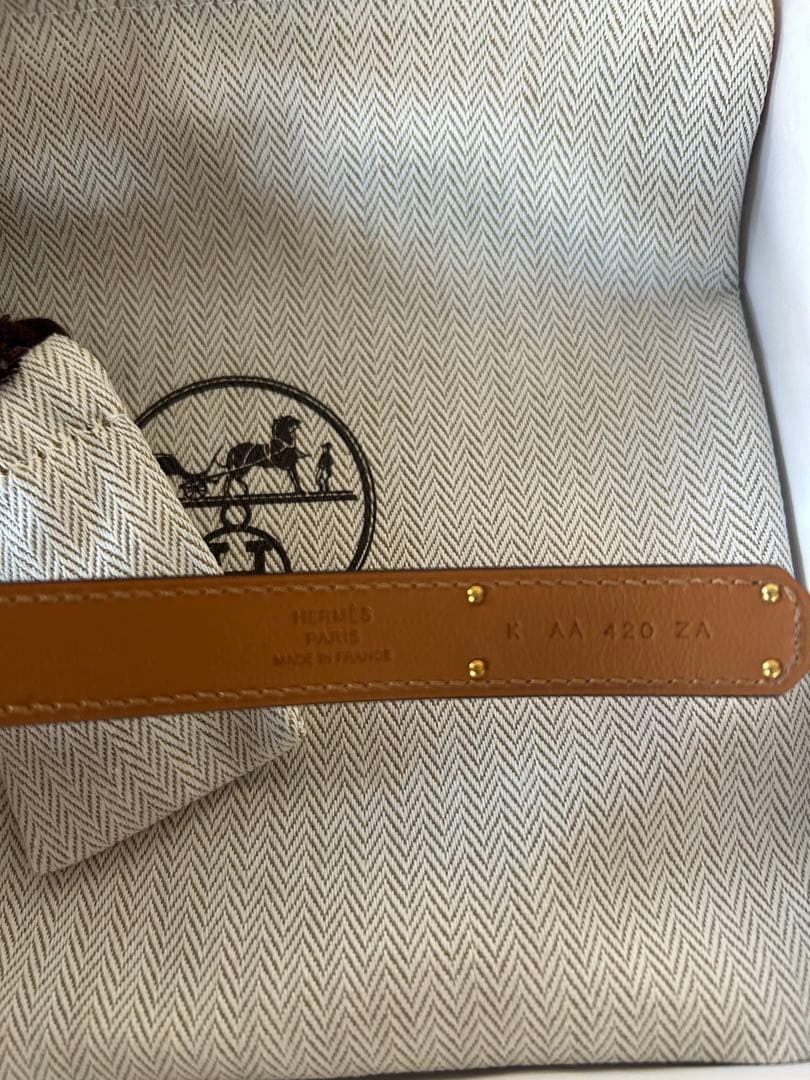 HERMÈS
PARIS
MADE IN FRANCE
K AA 420 ZA